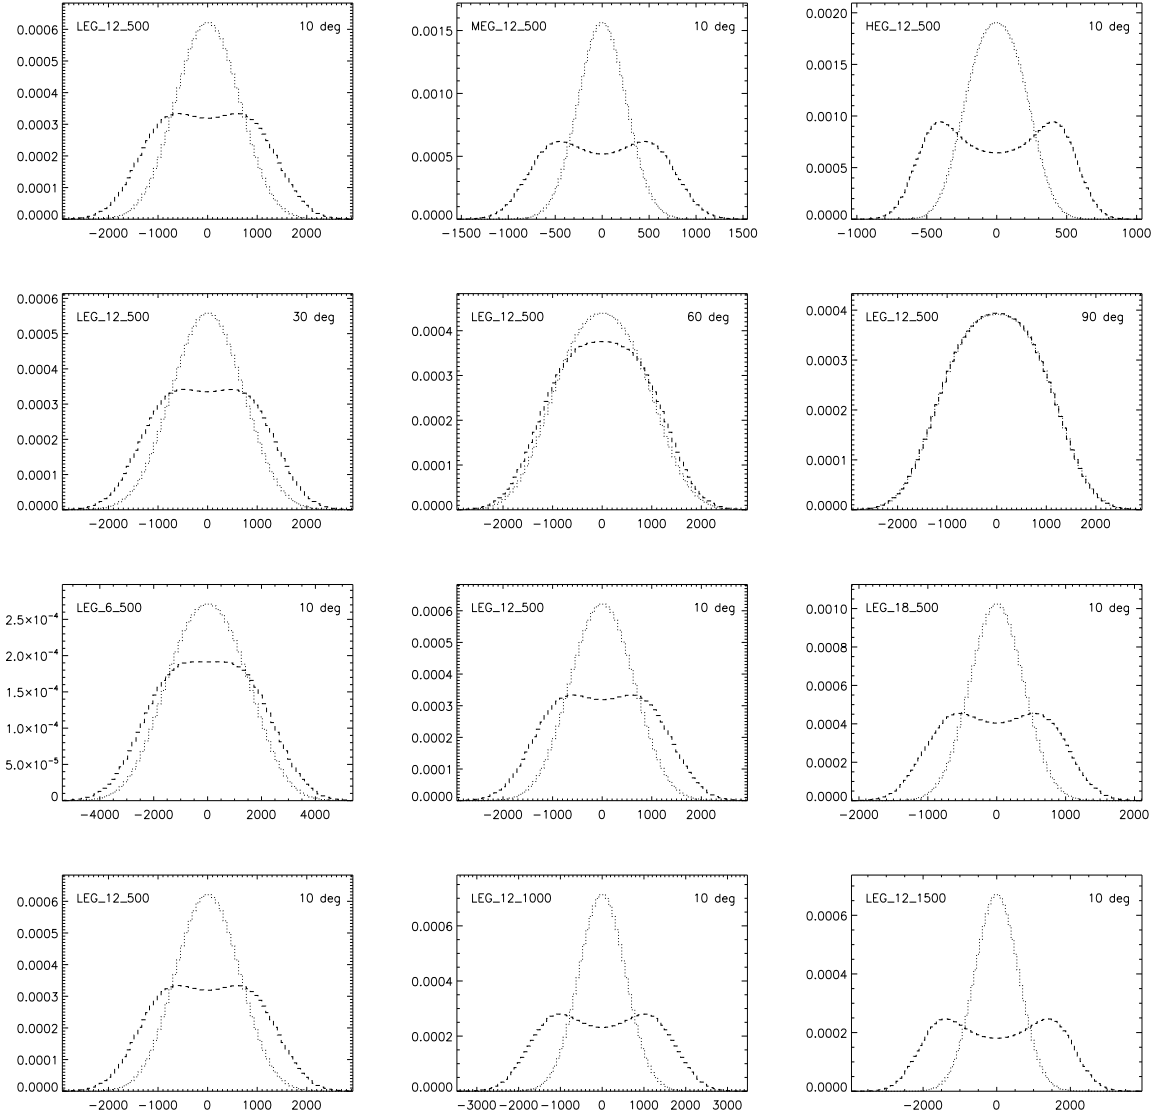 LEG_12_500 10 deg
0.0006
0.0005
0.0004
0.0003
0.0002
0.0001
0.0000
−2000 −1000 0 1000 2000
MEG_12_500 10 deg
0.0015
0.0010
0.0005
0.0000
−1500 −1000 −500 0 500 1000 1500
HEG_12_500 10 deg
0.0020
0.0015
0.0010
0.0005
0.0000
−1000 −500 0 500 1000
LEG_12_500 30 deg
0.0006
0.0005
0.0004
0.0003
0.0002
0.0001
0.0000
−2000 −1000 0 1000 2000
LEG_12_500 60 deg
0.0004
0.0003
0.0002
0.0001
0.0000
−2000 −1000 0 1000 2000
LEG_12_500 90 deg
0.0004
0.0003
0.0002
0.0001
0.0000
−2000 −1000 0 1000 2000
LEG_6_500 10 deg
2.5×10⁻⁴
2.0×10⁻⁴
1.5×10⁻⁴
1.0×10⁻⁴
5.0×10⁻⁵
0
−4000 −2000 0 2000 4000
LEG_12_500 10 deg
0.0006
0.0005
0.0004
0.0003
0.0002
0.0001
0.0000
−2000 −1000 0 1000 2000
LEG_18_500 10 deg
0.0010
0.0008
0.0006
0.0004
0.0002
0.0000
−2000 −1000 0 1000 2000
LEG_12_500 10 deg
0.0006
0.0005
0.0004
0.0003
0.0002
0.0001
0.0000
−2000 −1000 0 1000 2000
LEG_12_1000 10 deg
0.0006
0.0004
0.0002
0.0000
−3000 −2000 −1000 0 1000 2000 3000
LEG_12_1500 10 deg
0.0006
0.0004
0.0002
0.0000
−2000 0 2000